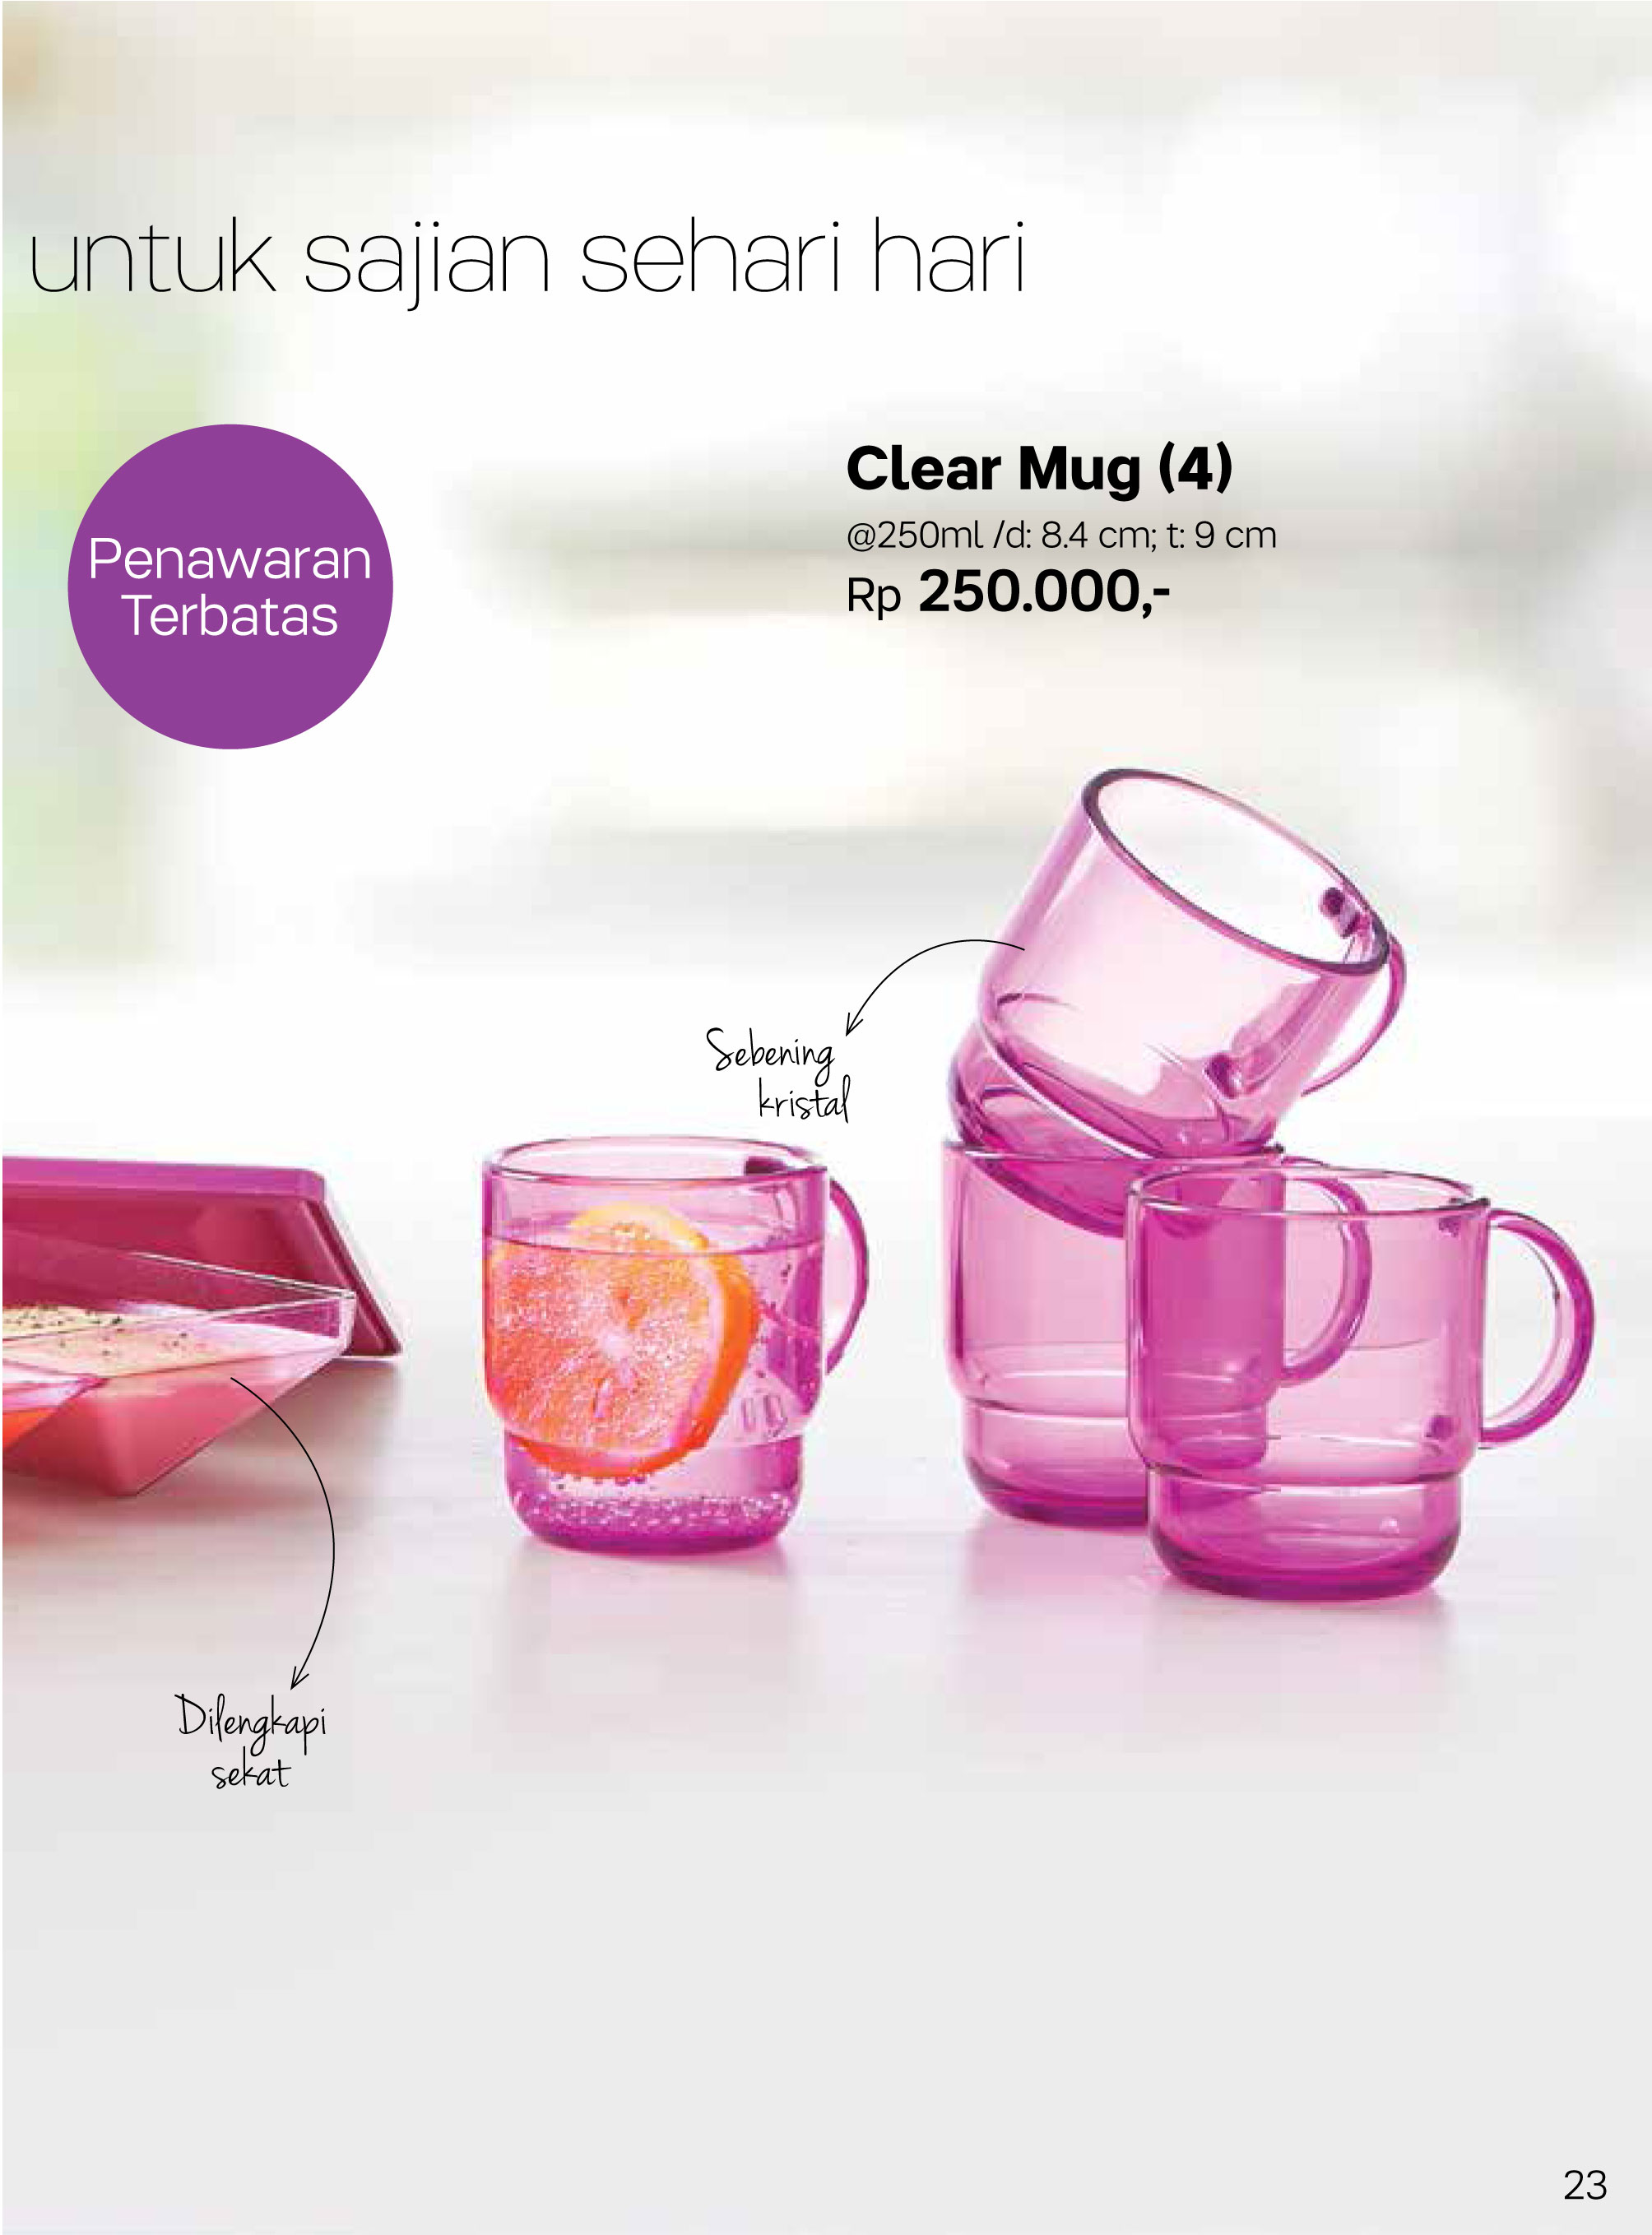 untuk sajian sehari hari
Penawaran
Terbatas
Clear Mug (4)
@250ml /d: 8.4 cm; t: 9 cm
Rp 250.000,-
Sebening
kristal
Dilengkapi
sekat
23